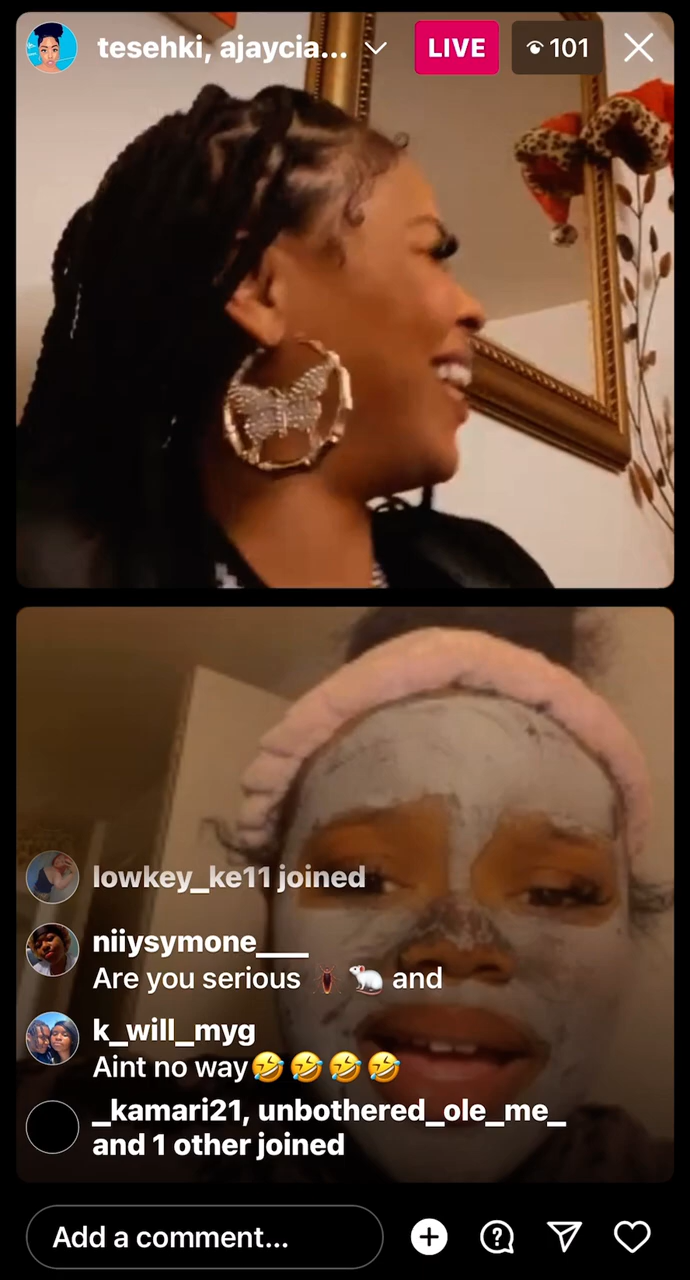 tesehki, ajaycia...
LIVE
101
lowkey_ke11 joined
niiysymone___
Are you serious 🪳🐁 and
k_will_myg
Aint no way🤣🤣🤣🤣
_kamari21, unbothered_ole_me_
and 1 other joined
Add a comment...